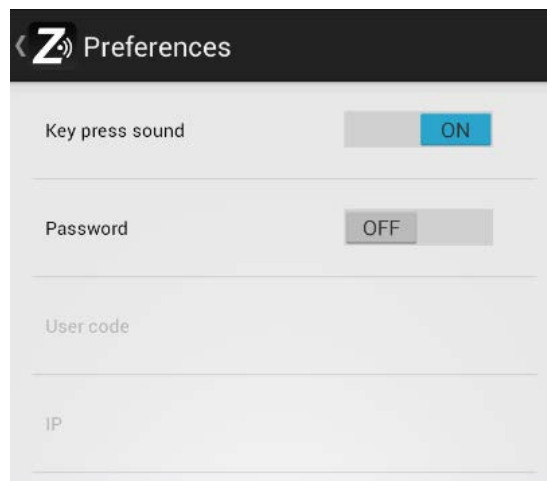 Z Preferences
Key press sound ON
Password OFF
User code
IP